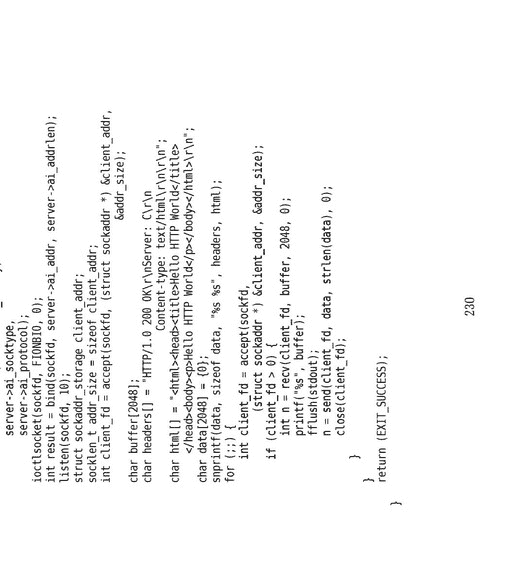 server->ai_socktype,
server->ai_protocol);
ioctlsocket(sockfd, FIONBIO, 0);
int result = bind(sockfd, server->ai_addr, server->ai_addrlen);
listen(sockfd, 10);
struct sockaddr_storage client_addr;
socklen_t addr_size = sizeof client_addr;
int client_fd = accept(sockfd, (struct sockaddr *) &client_addr,
&addr_size);
char buffer[2048];
char headers[] = "HTTP/1.0 200 OK\r\nServer: C\r\n
Content-type: text/html\r\n\r\n";
char html[] = "<html><head><title>Hello HTTP World</title>
</head><body><p>Hello HTTP World</p></body></html>\r\n";
char data[2048] = {0};
snprintf(data, sizeof data, "%s %s", headers, html);
for (;;) {
int client_fd = accept(sockfd,
(struct sockaddr *) &client_addr, &addr_size);
if (client_fd > 0) {
int n = recv(client_fd, buffer, 2048, 0);
printf("%s", buffer);
fflush(stdout);
n = send(client_fd, data, strlen(data), 0);
close(client_fd);
}
}
return (EXIT_SUCCESS);
}
230